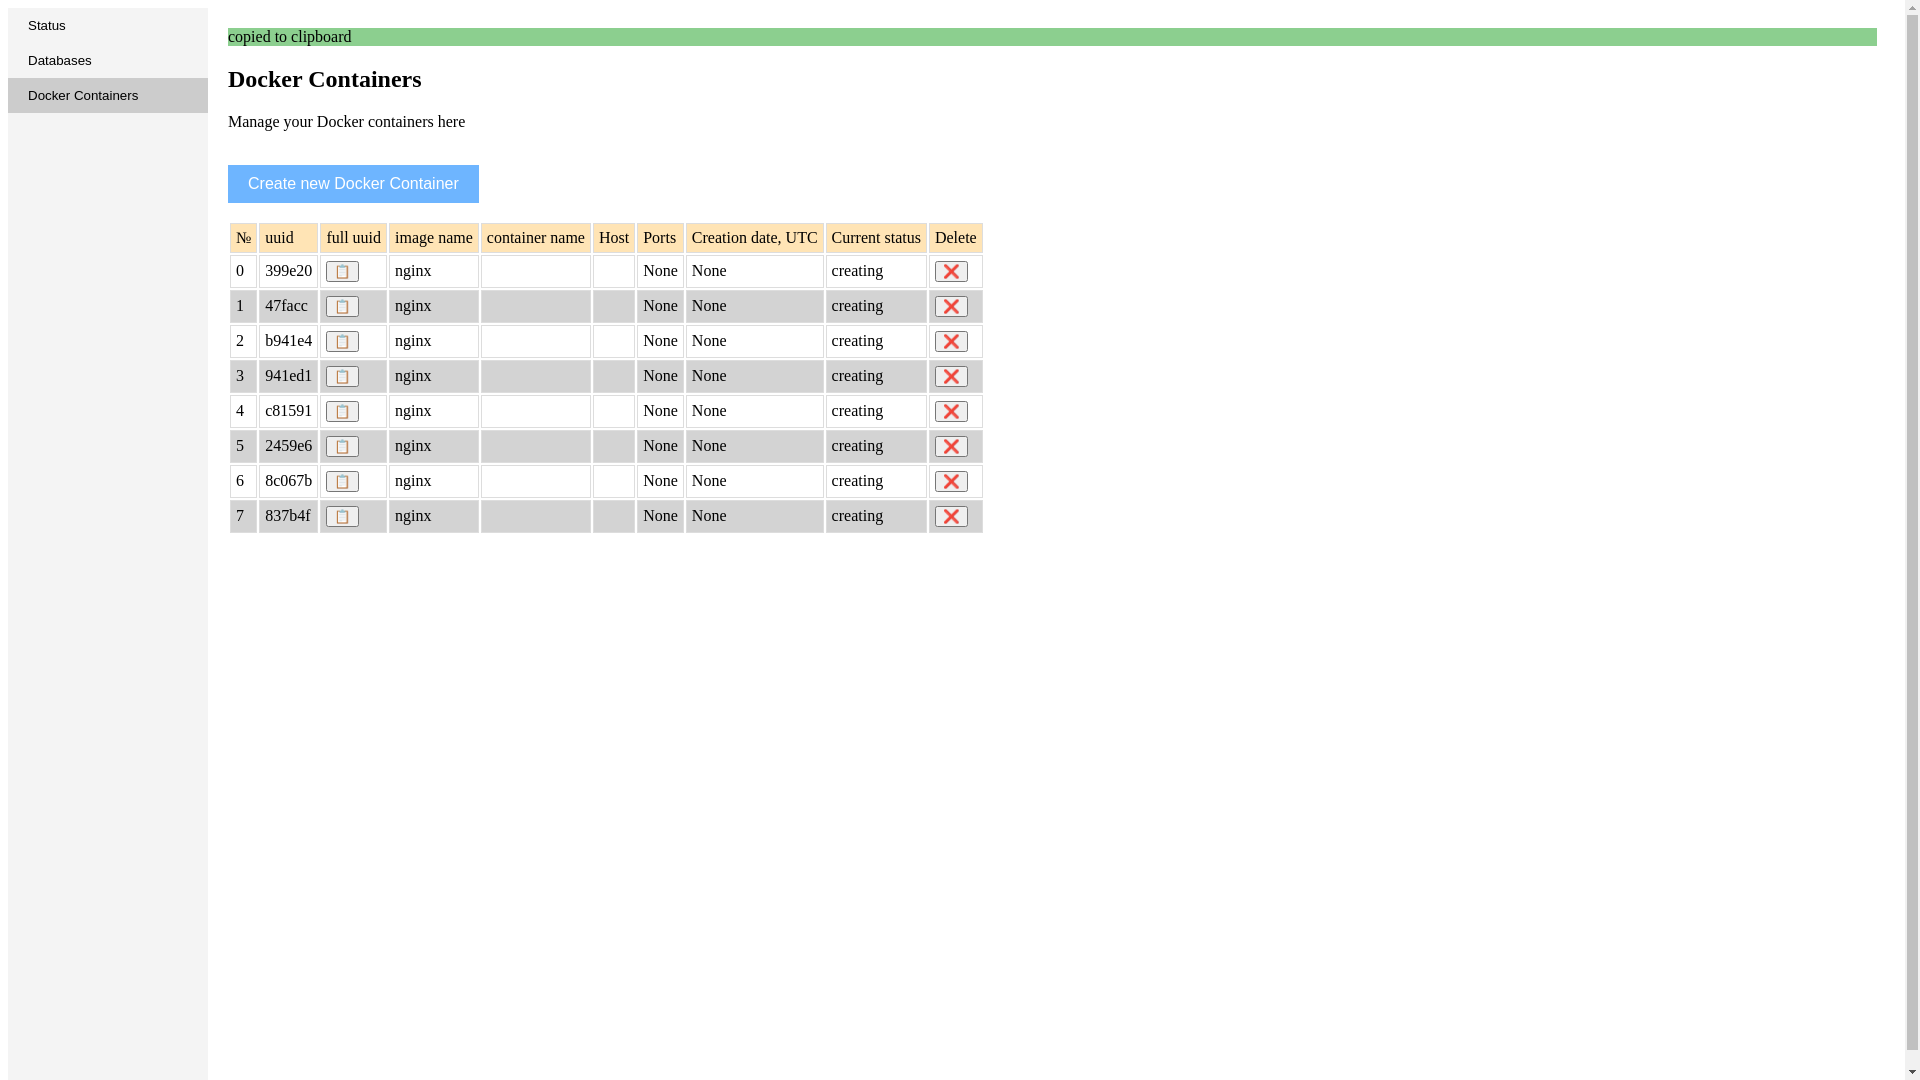 Status
Databases
Docker Containers
copied to clipboard
Docker Containers
Manage your Docker containers here
Create new Docker Container
№ uuid full uuid image name container name Host Ports Creation date, UTC Current status Delete
0 399e20 nginx None None creating
1 47facc nginx None None creating
2 b941e4 nginx None None creating
3 941ed1 nginx None None creating
4 c81591 nginx None None creating
5 2459e6 nginx None None creating
6 8c067b nginx None None creating
7 837b4f nginx None None creating